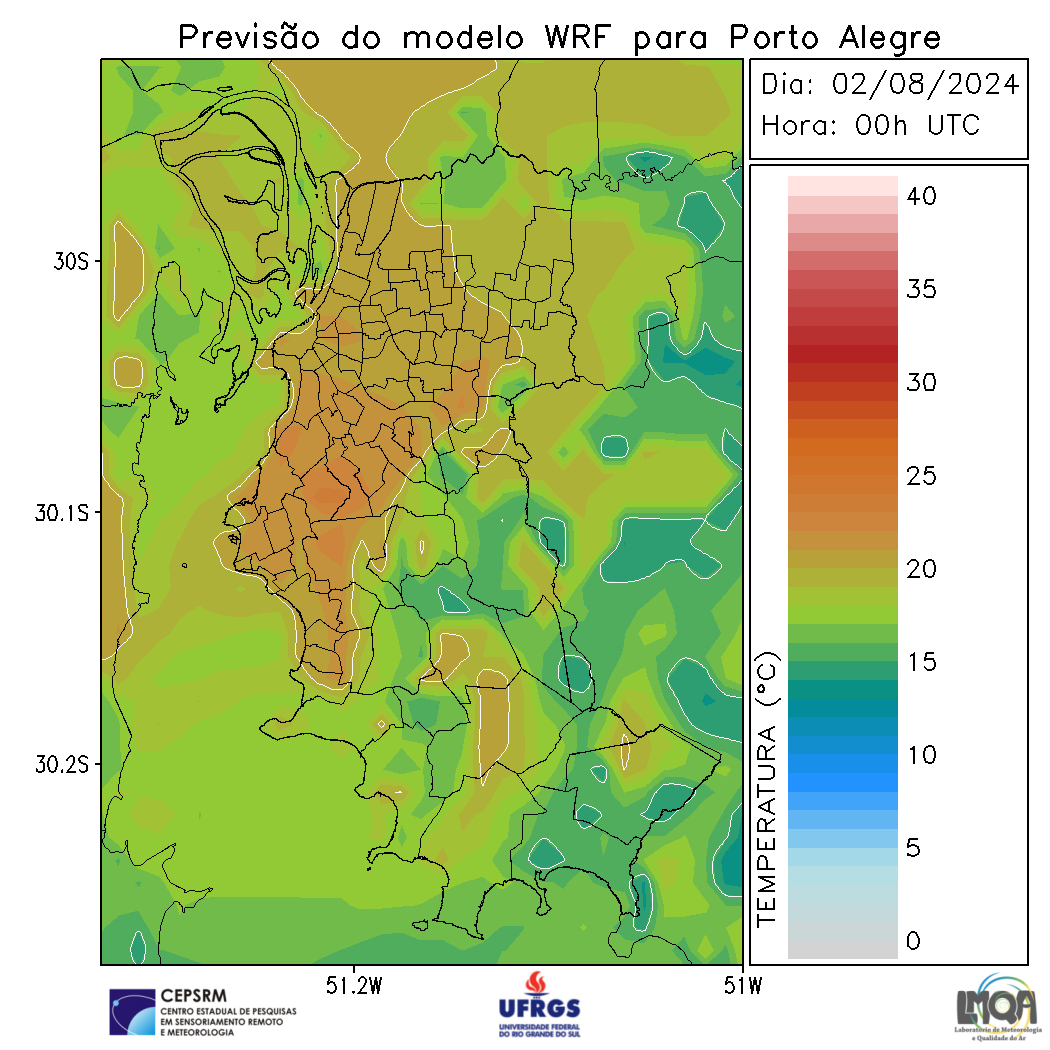 Previsão do modelo WRF para Porto Alegre
Dia: 02/08/2024
Hora: 00h UTC
30S
30.1S
30.2S
51.2W
51W
40
35
30
25
20
15
10
5
0
TEMPERATURA (°C)
CEPSRM
CENTRO ESTADUAL DE PESQUISAS
EM SENSORIAMENTO REMOTO
E METEOROLOGIA
UFRGS
UNIVERSIDADE FEDERAL
DO RIO GRANDE DO SUL
LMQA
Laboratório de Meteorologia
e Qualidade do Ar